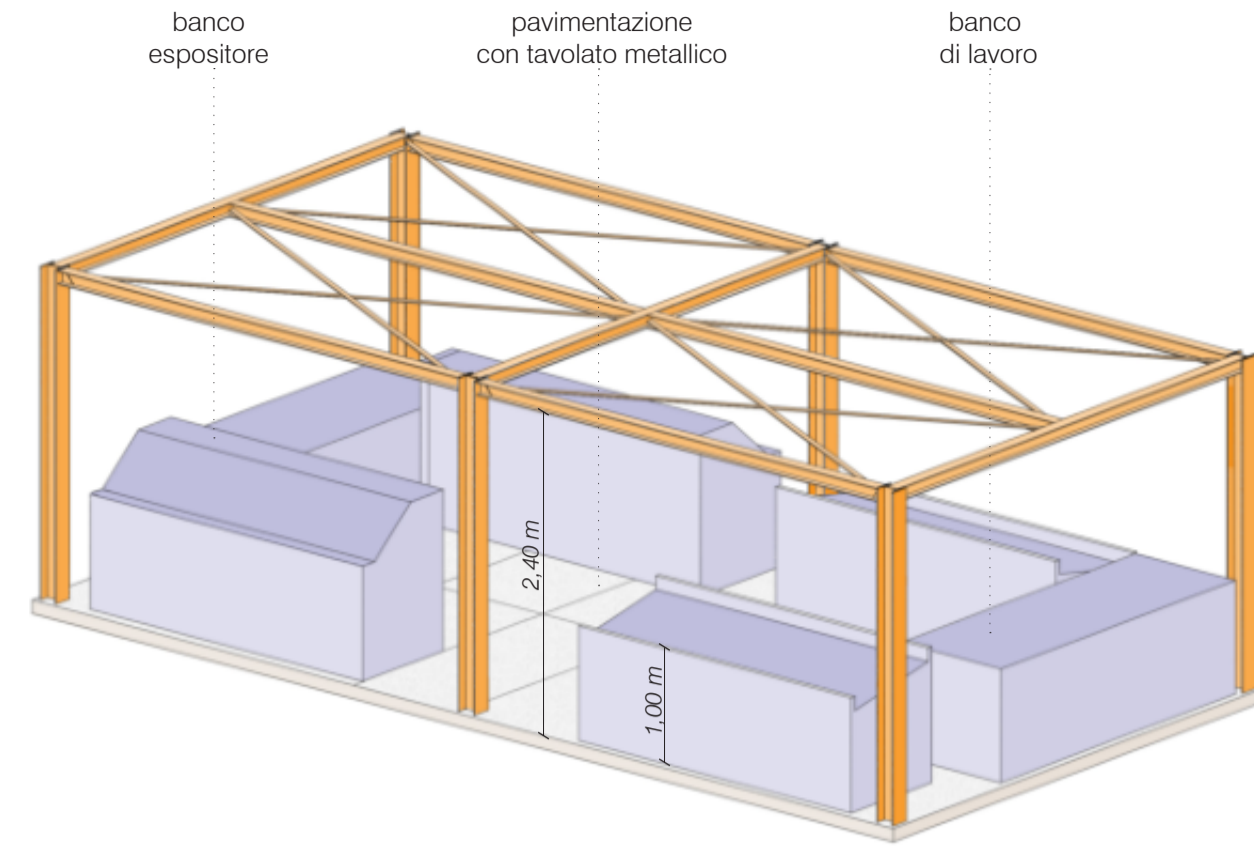 banco
espositore
pavimentazione
con tavolato metallico
banco
di lavoro
2,40 m
1,00 m